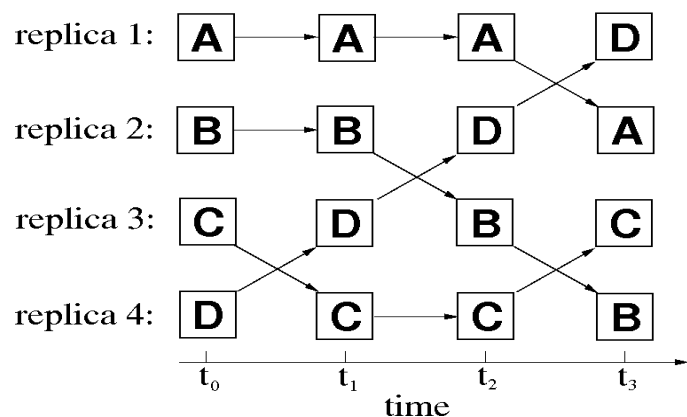 replica 1: A A A D
replica 2: B B D A
replica 3: C D B C
replica 4: D C C B
t0 t1 t2 t3
time